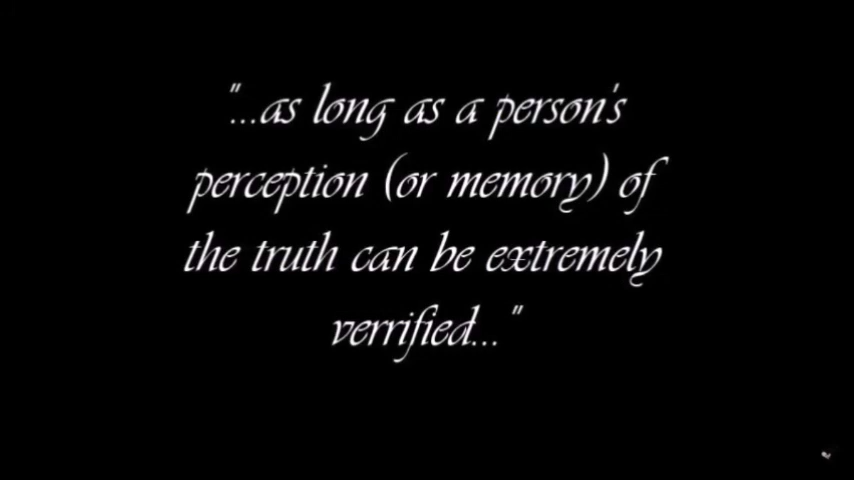 "...as long as a person's
perception (or memory) of
the truth can be extremely
verrified..."